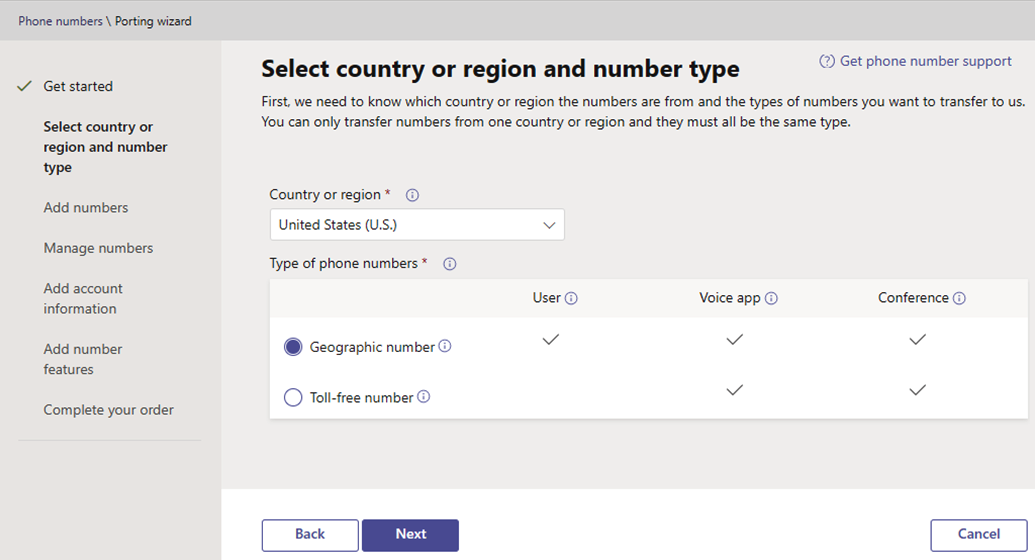 Phone numbers \ Porting wizard
Get started
Select country or
region and number
type
Add numbers
Manage numbers
Add account
information
Add number
features
Complete your order
Select country or region and number type
Get phone number support
First, we need to know which country or region the numbers are from and the types of numbers you want to transfer to us.
You can only transfer numbers from one country or region and they must all be the same type.
Country or region *
United States (U.S.)
Type of phone numbers *
User Voice app Conference
Geographic number
Toll-free number
Back Next Cancel